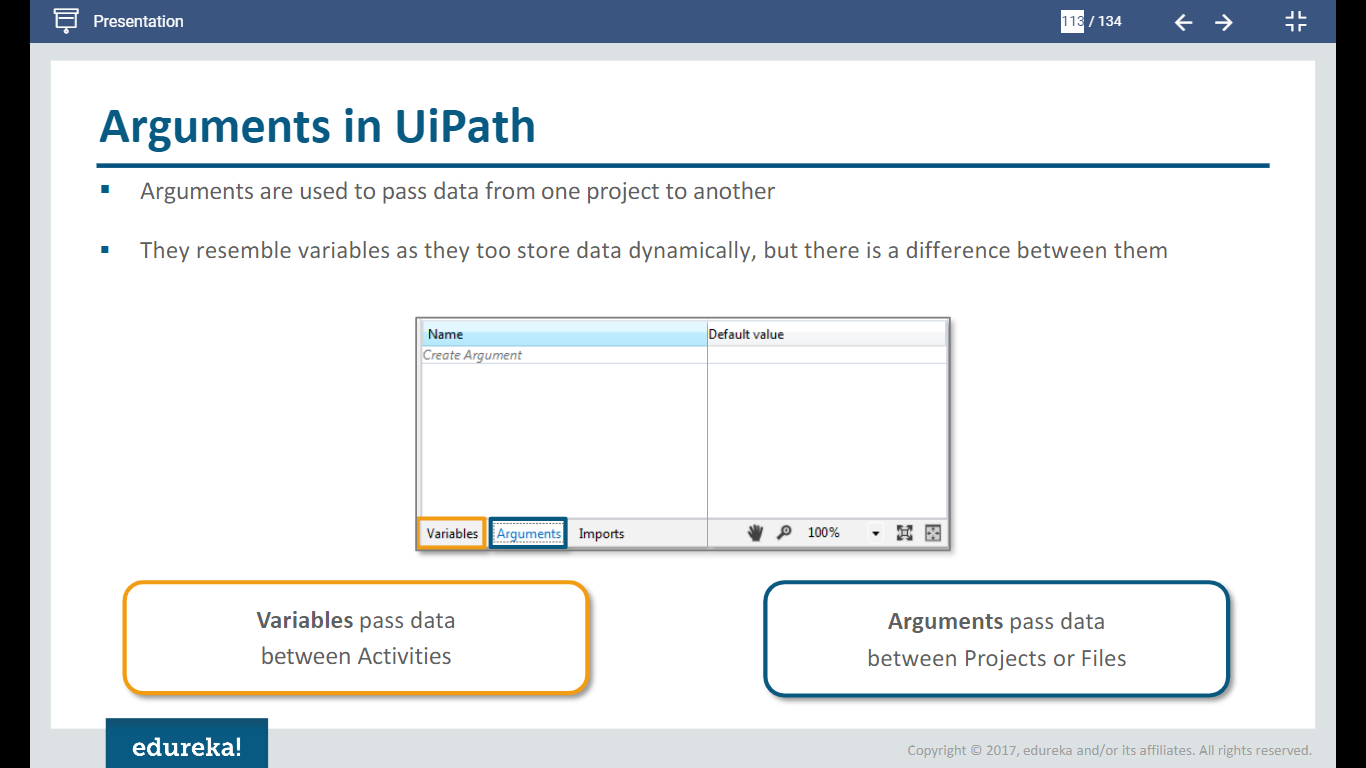 Presentation
113 / 134
Arguments in UiPath
▪ Arguments are used to pass data from one project to another
▪ They resemble variables as they too store data dynamically, but there is a difference between them
Name Default value
Create Argument
Variables Arguments Imports 100%
Variables pass data
between Activities
Arguments pass data
between Projects or Files
edureka!
Copyright © 2017, edureka and/or its affiliates. All rights reserved.